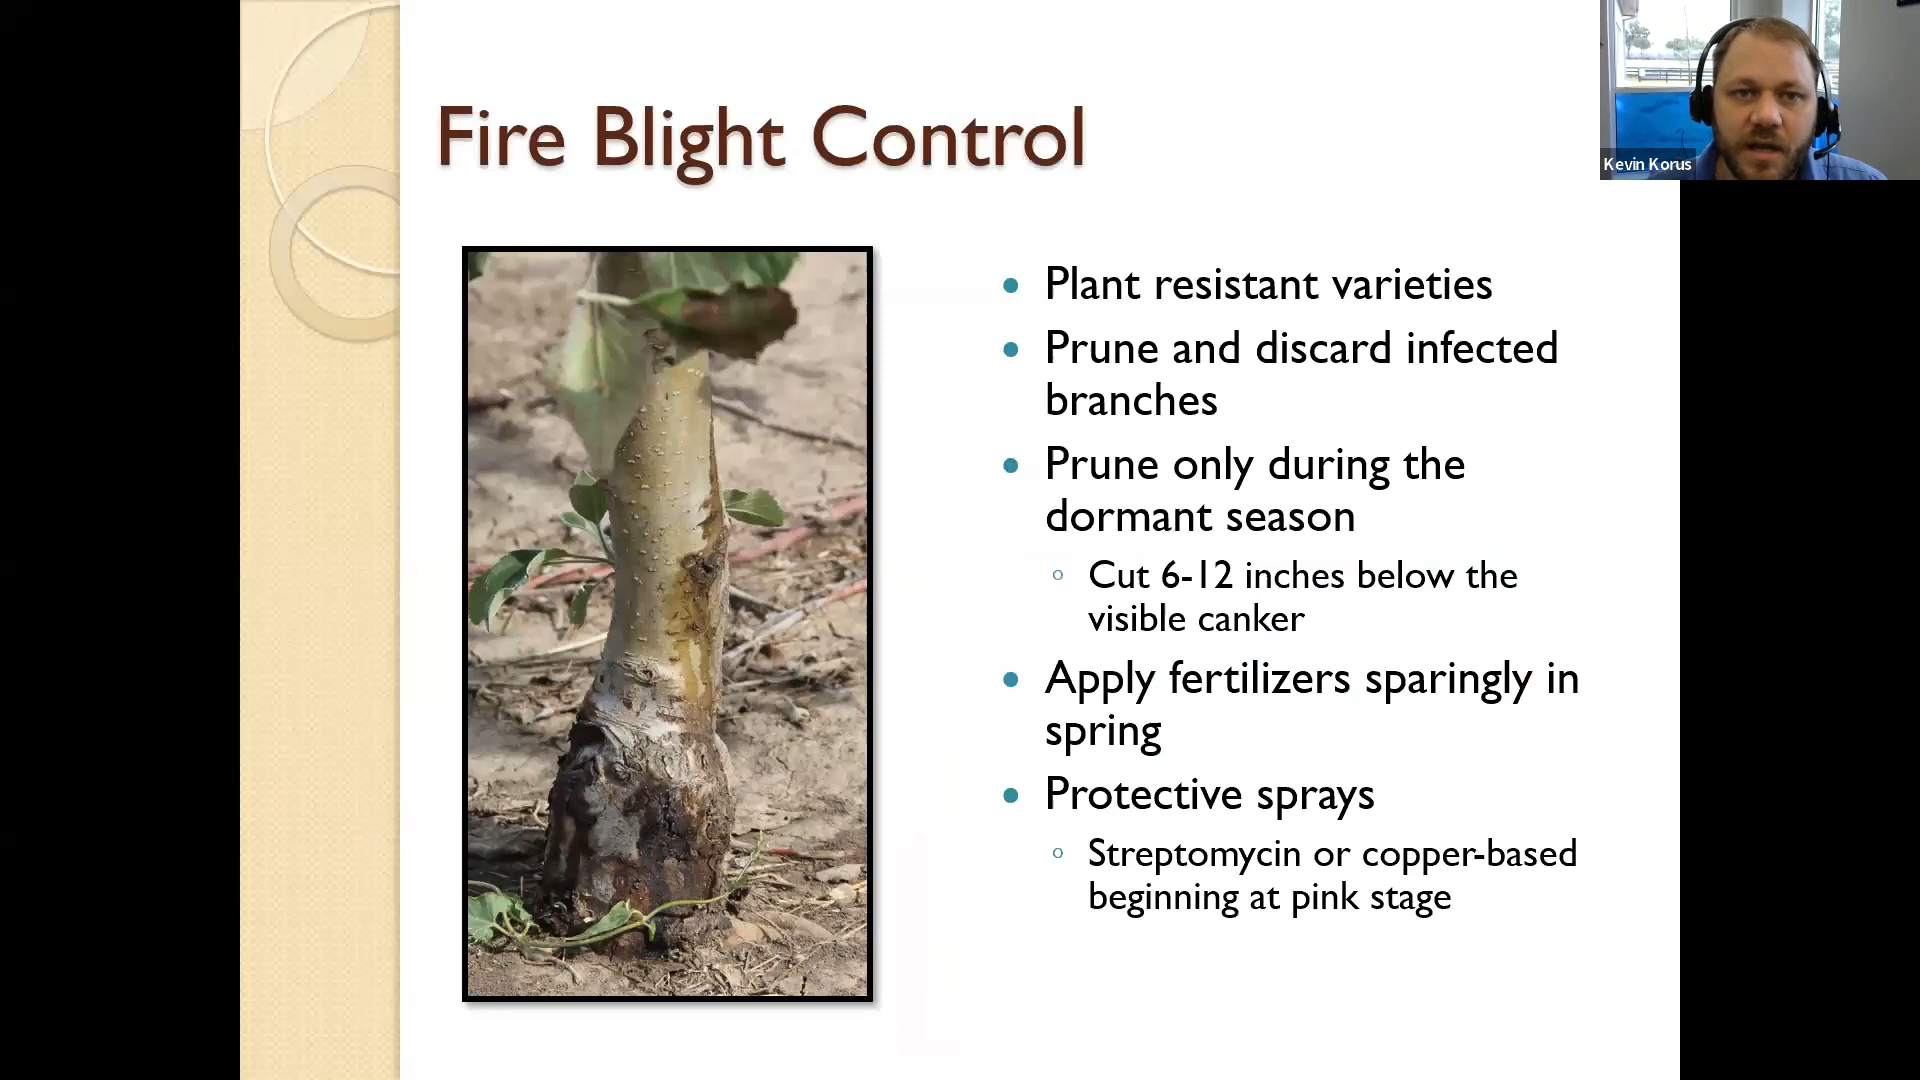 Fire Blight Control
Kevin Korus
• Plant resistant varieties
• Prune and discard infected
branches
• Prune only during the
dormant season
◦ Cut 6-12 inches below the
visible canker
• Apply fertilizers sparingly in
spring
• Protective sprays
◦ Streptomycin or copper-based
beginning at pink stage